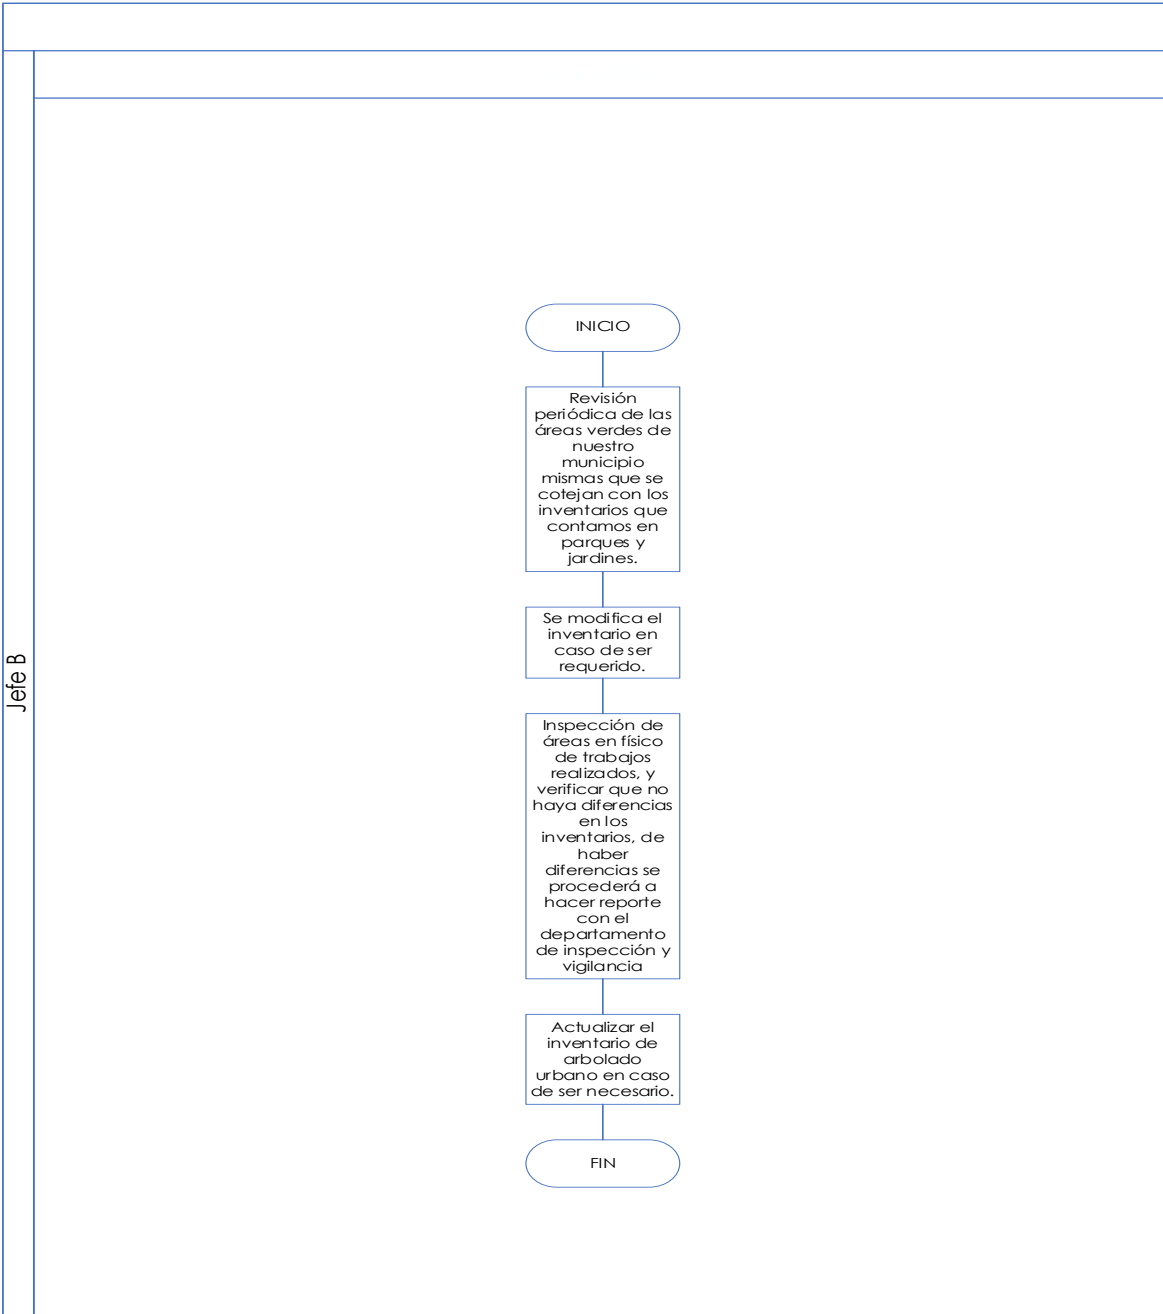 INICIO
Revisión
periódica de las
áreas verdes de
nuestro
municipio
mismas que se
cotejan con los
inventarios que
contamos en
parques y
jardines.
Se modifica el
inventario en
caso de ser
requerido.
Jefe B
Inspección de
áreas en físico
de trabajos
realizados, y
verificar que no
haya diferencias
en los
inventarios, de
haber
diferencias se
procederá a
hacer reporte
con el
departamento
de inspección y
vigilancia
Actualizar el
inventario de
arbolado
urbano en caso
de ser necesario.
FIN